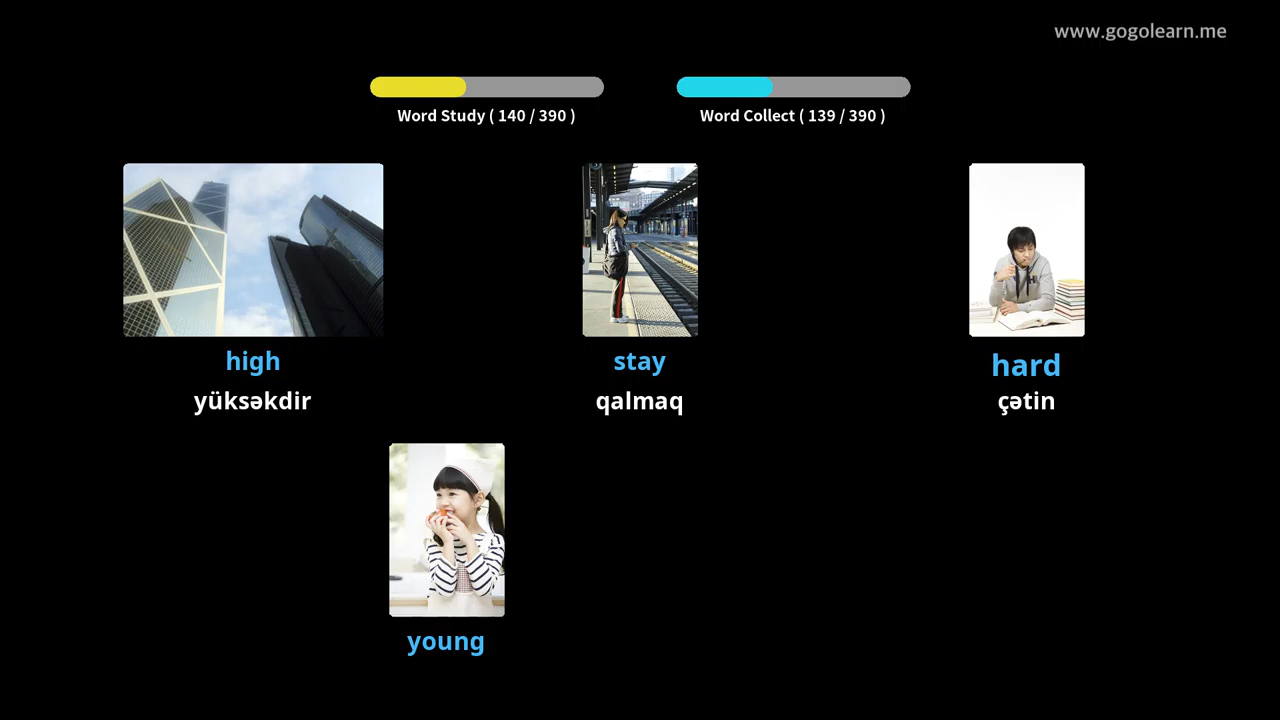 www.gogolearn.me
Word Study ( 140 / 390 )
Word Collect ( 139 / 390 )
high
yüksəkdir
stay
qalmaq
hard
çətin
young